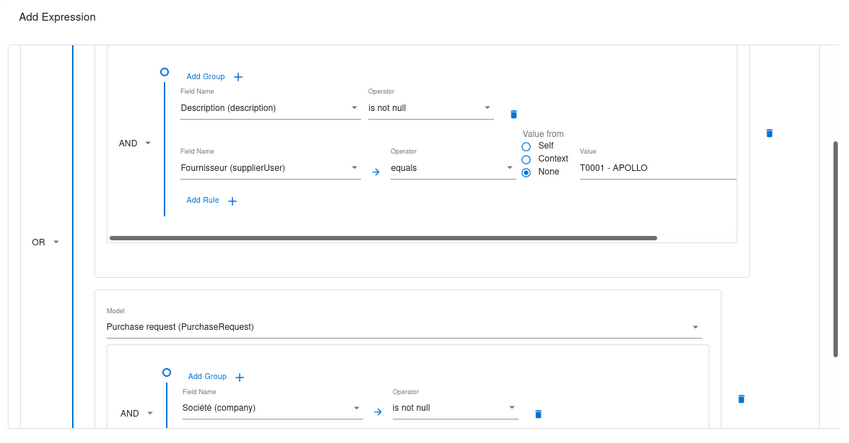 Add Expression
Add Group +
Field Name Operator
Description (description) is not null
Value from
Field Name Operator Self Value
AND Context
Fournisseur (supplierUser) equals None T0001 - APOLLO
Add Rule +
OR
Model
Purchase request (PurchaseRequest)
Add Group +
Field Name Operator
Société (company) is not null
AND